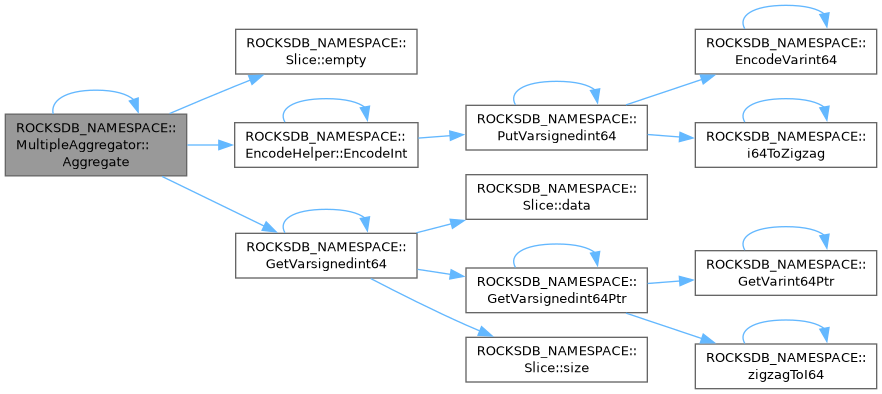 ROCKSDB_NAMESPACE::
MultipleAggregator::
Aggregate
ROCKSDB_NAMESPACE::
Slice::empty
ROCKSDB_NAMESPACE::
EncodeHelper::EncodeInt
ROCKSDB_NAMESPACE::
GetVarsignedint64
ROCKSDB_NAMESPACE::
PutVarsignedint64
ROCKSDB_NAMESPACE::
Slice::data
ROCKSDB_NAMESPACE::
GetVarsignedint64Ptr
ROCKSDB_NAMESPACE::
Slice::size
ROCKSDB_NAMESPACE::
EncodeVarint64
ROCKSDB_NAMESPACE::
i64ToZigzag
ROCKSDB_NAMESPACE::
GetVarint64Ptr
ROCKSDB_NAMESPACE::
zigzagToI64